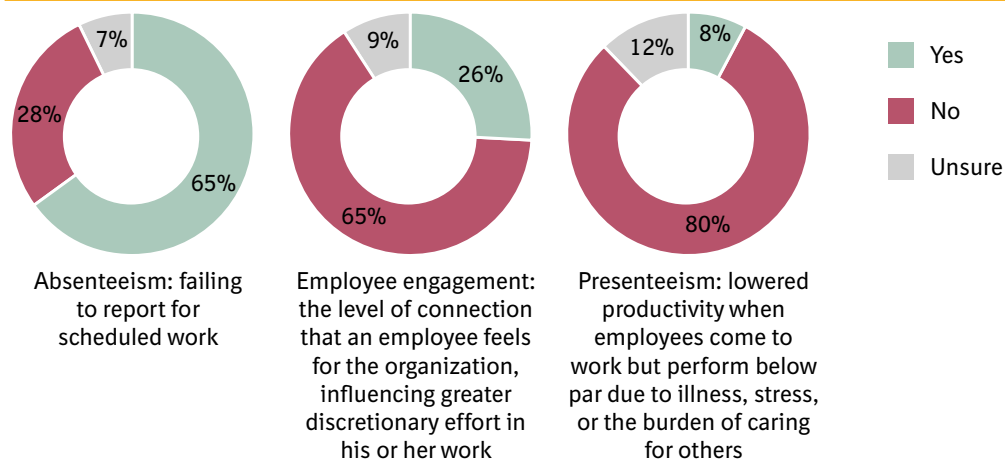 7%
28%
65%
9%
26%
65%
12%
8%
80%
Yes
No
Unsure
Absenteeism: failing
to report for
scheduled work
Employee engagement:
the level of connection
that an employee feels
for the organization,
influencing greater
discretionary effort in
his or her work
Presenteeism: lowered
productivity when
employees come to
work but perform below
par due to illness, stress,
or the burden of caring
for others